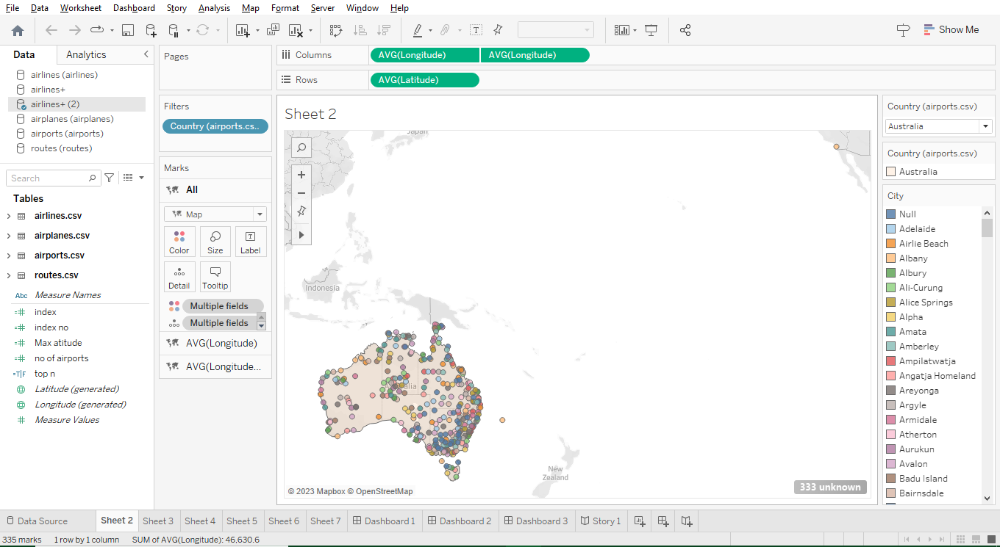 File Data Worksheet Dashboard Story Analysis Map Format Server Window Help
Show Me
Data Analytics
airlines (airlines)
airlines+
airlines+ (2)
airplanes (airplanes)
airports (airports)
routes (routes)
Search
Tables
airlines.csv
airplanes.csv
airports.csv
routes.csv
Abc Measure Names
index
index no
Max atitude
no of airports
T|F top n
Latitude (generated)
Longitude (generated)
Measure Values
Pages
Filters
Country (airports.cs..
Marks
All
Map
Color Size Label
Detail Tooltip
Multiple fields
Multiple fields
AVG(Longitude)
AVG(Longitude...
Columns AVG(Longitude) AVG(Longitude)
Rows AVG(Latitude)
Sheet 2
Japan
Indonesia
Australia
New
Zealand
© 2023 Mapbox © OpenStreetMap
333 unknown
Country (airports.csv)
Australia
Country (airports.csv)
Australia
City
Null
Adelaide
Airlie Beach
Albany
Albury
Ali-Curung
Alice Springs
Alpha
Amata
Amberley
Ampilatwatja
Angatja Homeland
Areyonga
Argyle
Armidale
Atherton
Aurukun
Avalon
Badu Island
Bairnsdale
Data Source Sheet 2 Sheet 3 Sheet 4 Sheet 5 Sheet 6 Sheet 7 Dashboard 1 Dashboard 2 Dashboard 3 Story 1
335 marks 1 row by 1 column SUM of AVG(Longitude): 46,630.6